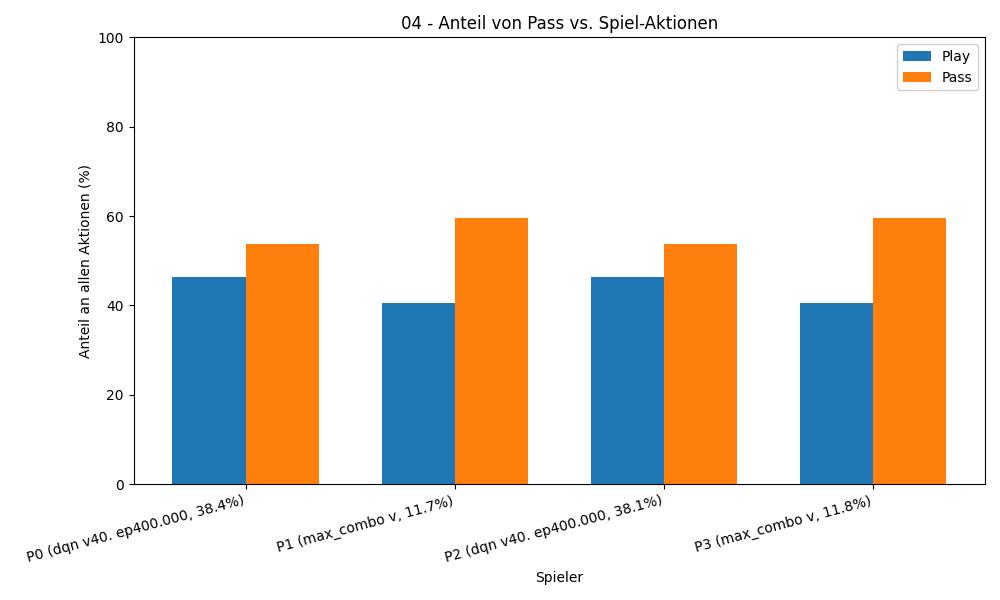 04 - Anteil von Pass vs. Spiel-Aktionen
Play
Pass
Anteil an allen Aktionen (%)
100
80
60
40
20
0
P0 (dqn v40. ep400.000, 38.4%)
P1 (max_combo v, 11.7%)
P2 (dqn v40. ep400.000, 38.1%)
P3 (max_combo v, 11.8%)
Spieler